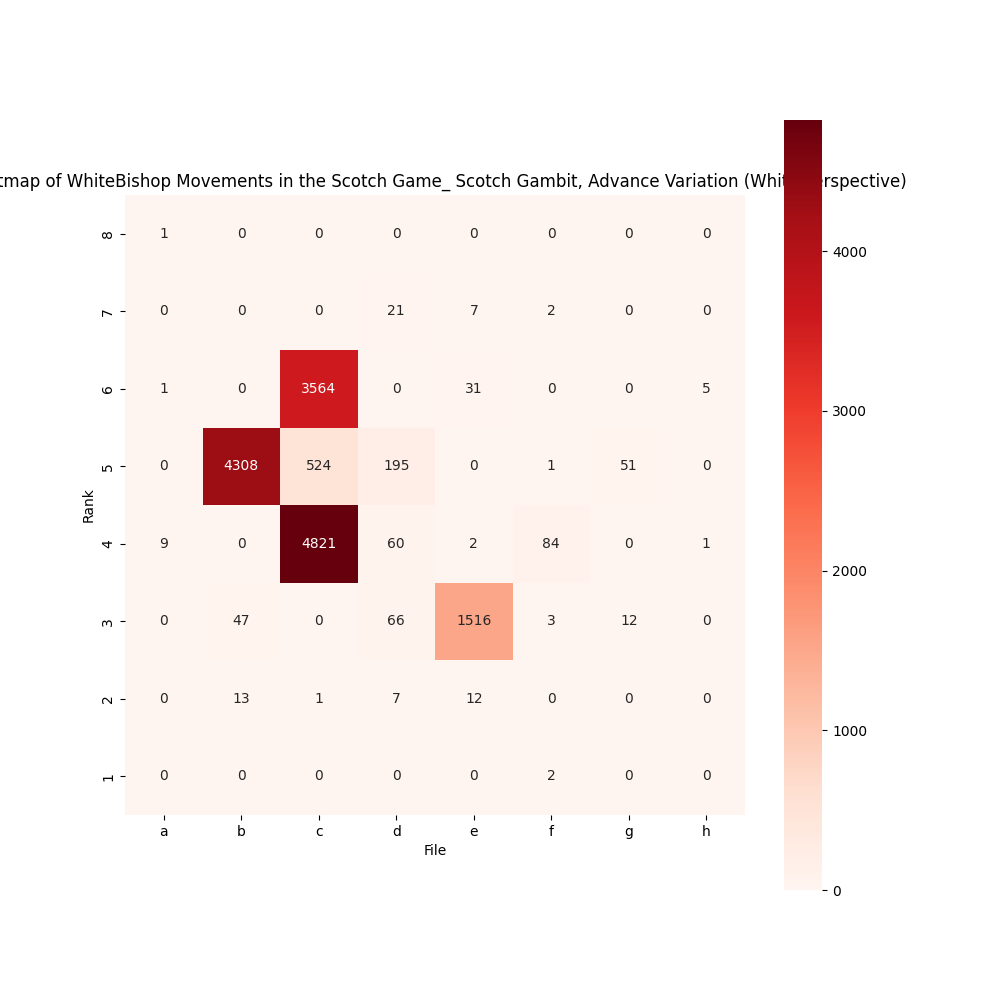 tmap of WhiteBishop Movements in the Scotch Game_ Scotch Gambit, Advance Variation (Whit erspective)
8 1 0 0 0 0 0 0 0
7 0 0 0 21 7 2 0 0
6 1 0 3564 0 31 0 0 5
5 0 4308 524 195 0 1 51 0
4 9 0 4821 60 2 84 0 1
3 0 47 0 66 1516 3 12 0
2 0 13 1 7 12 0 0 0
1 0 0 0 0 0 2 0 0
a b c d e f g h
File
Rank
4000
3000
2000
1000
0